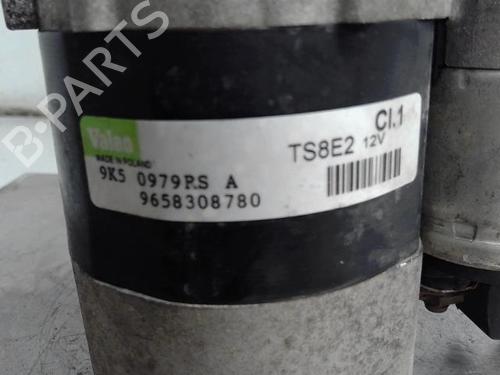 B-PARTS
Valeo
MADE IN POLAND
Cl.1
TS8E2 12V
9K5 0979RS A
9658308780